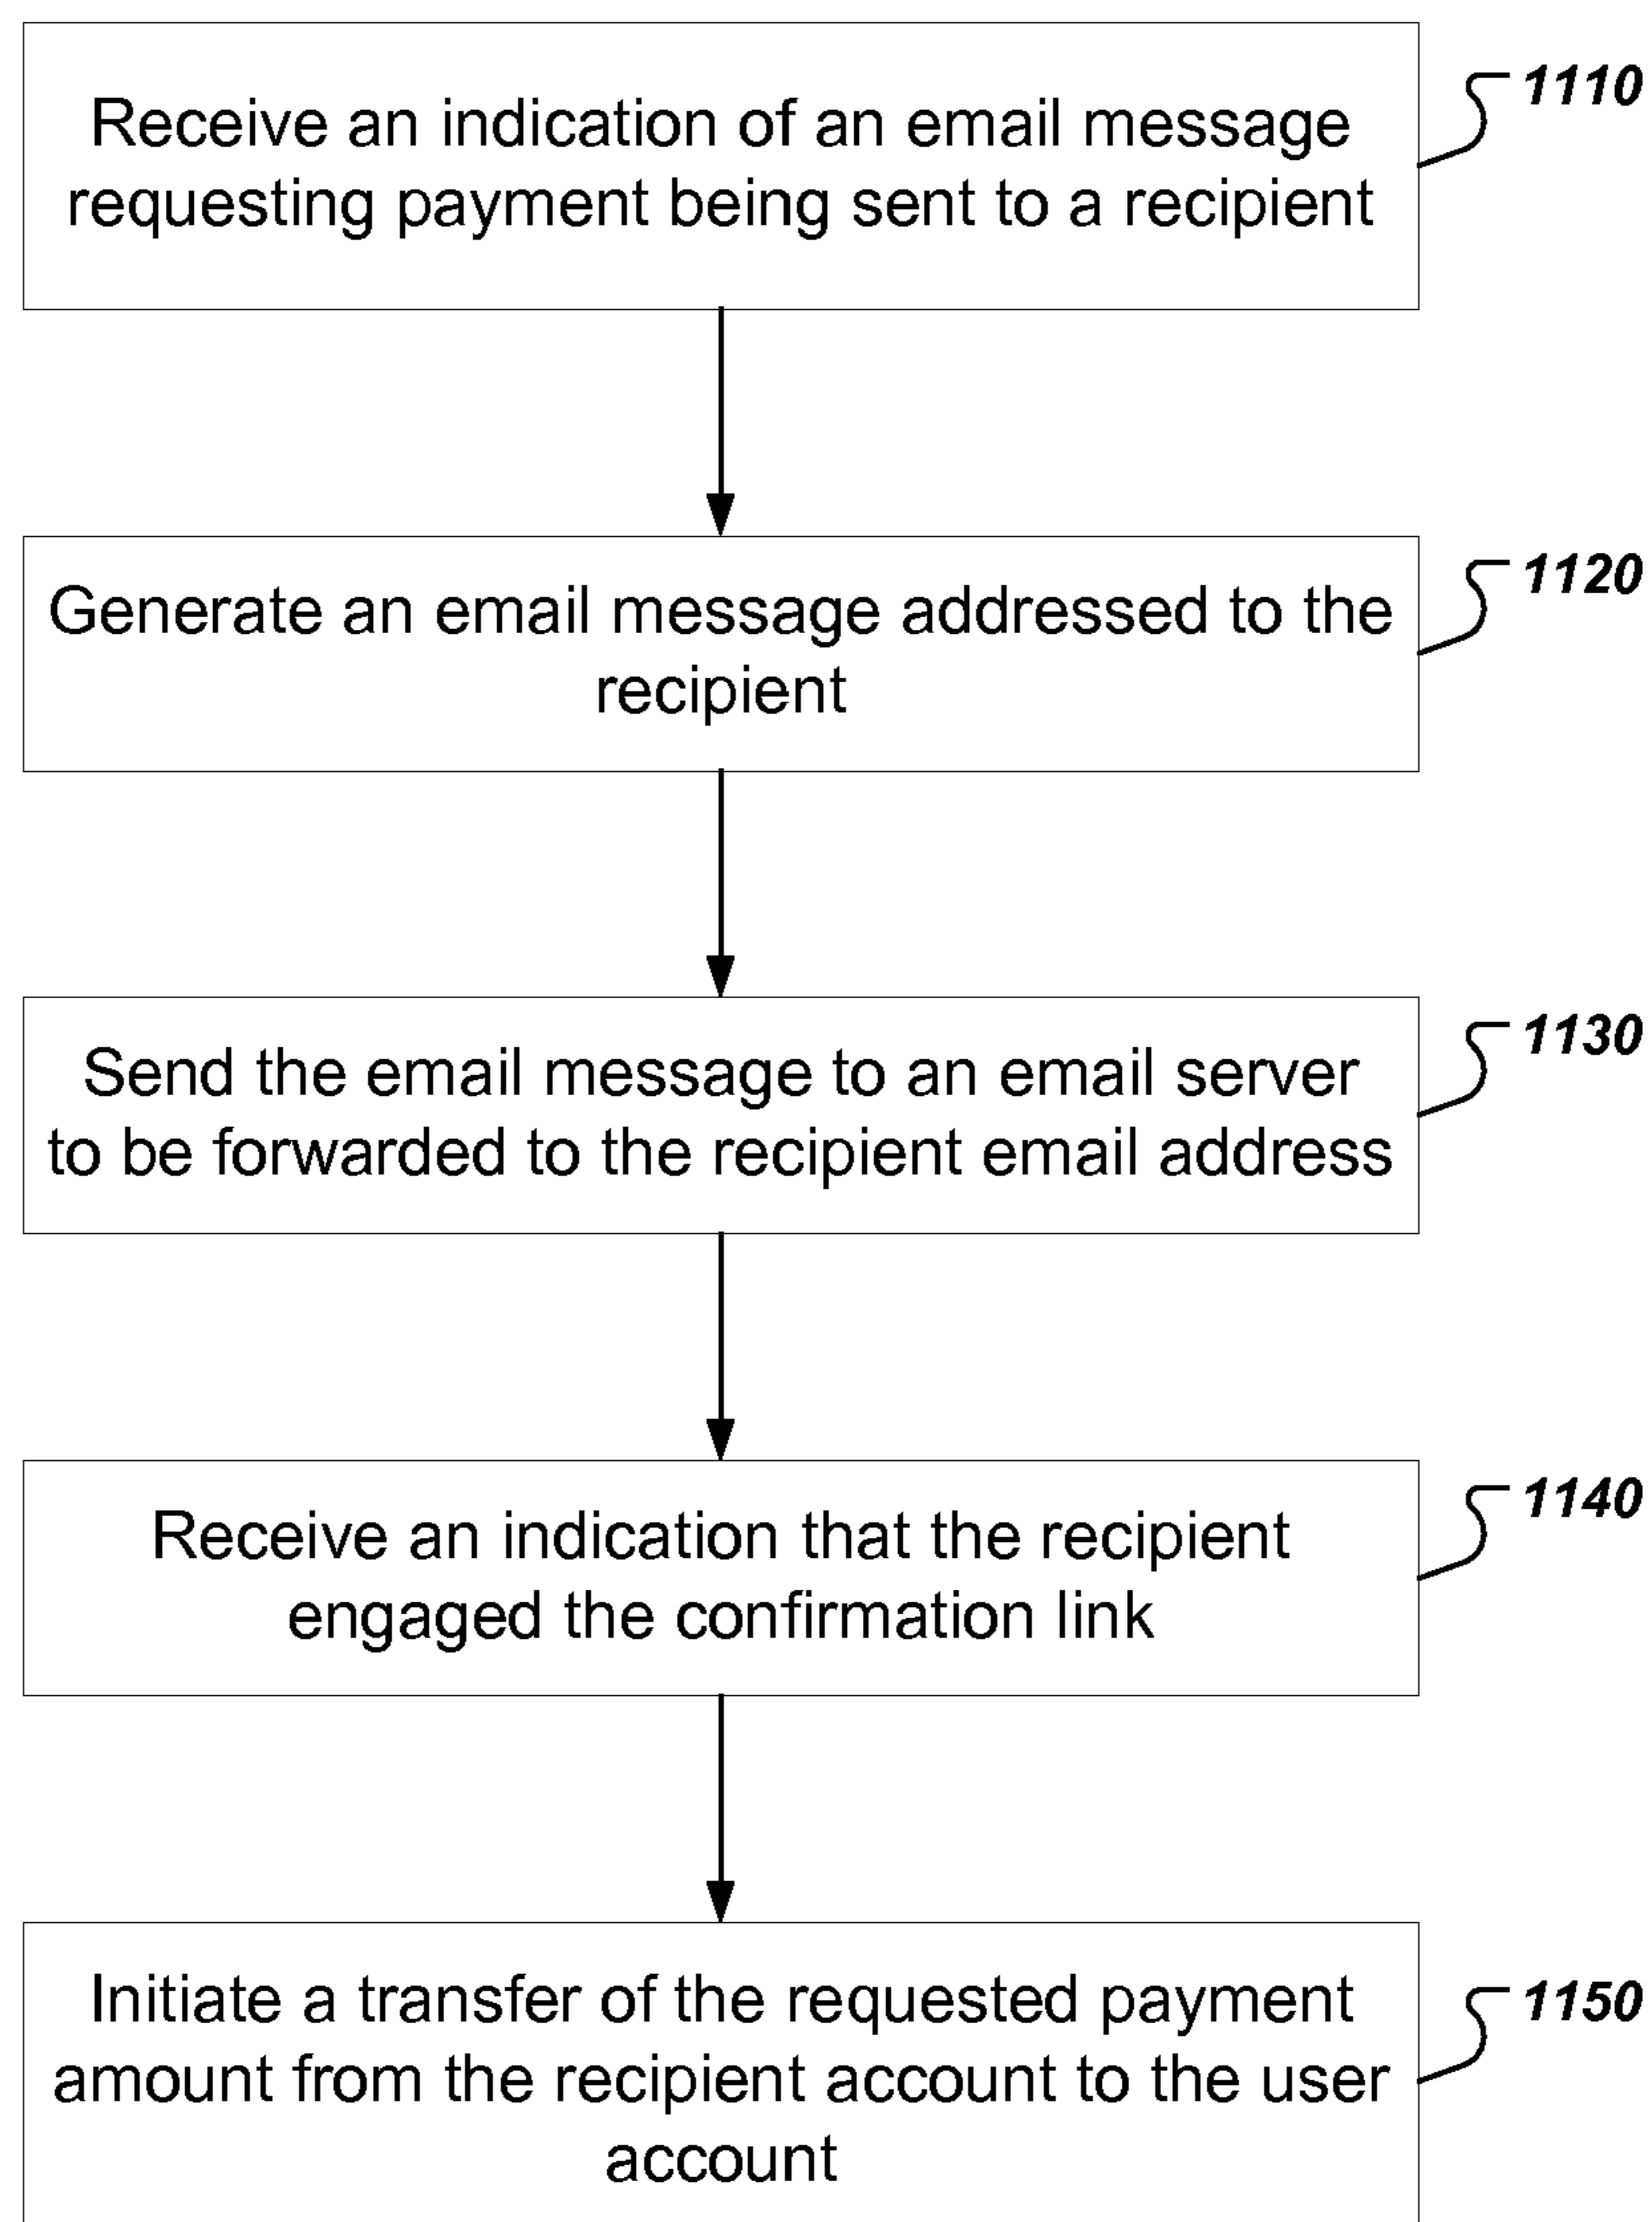 Receive an indication of an email message
requesting payment being sent to a recipient
1110
Generate an email message addressed to the
recipient
1120
Send the email message to an email server
to be forwarded to the recipient email address
1130
Receive an indication that the recipient
engaged the confirmation link
1140
Initiate a transfer of the requested payment
amount from the recipient account to the user
account
1150